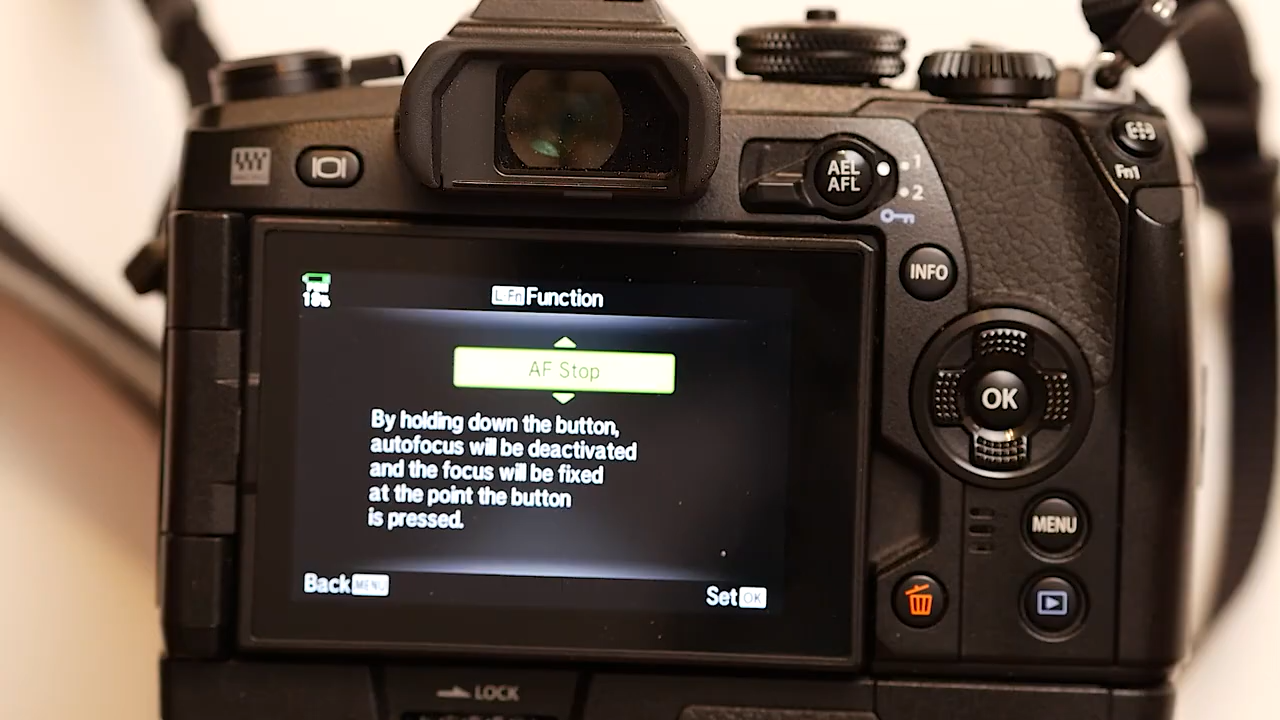 AEL
AFL
1
2
Fn1
INFO
18%
L-Fn Function
AF Stop
OK
By holding down the button,
autofocus will be deactivated
and the focus will be fixed
at the point the button
is pressed.
MENU
Back MENU
Set OK
LOCK